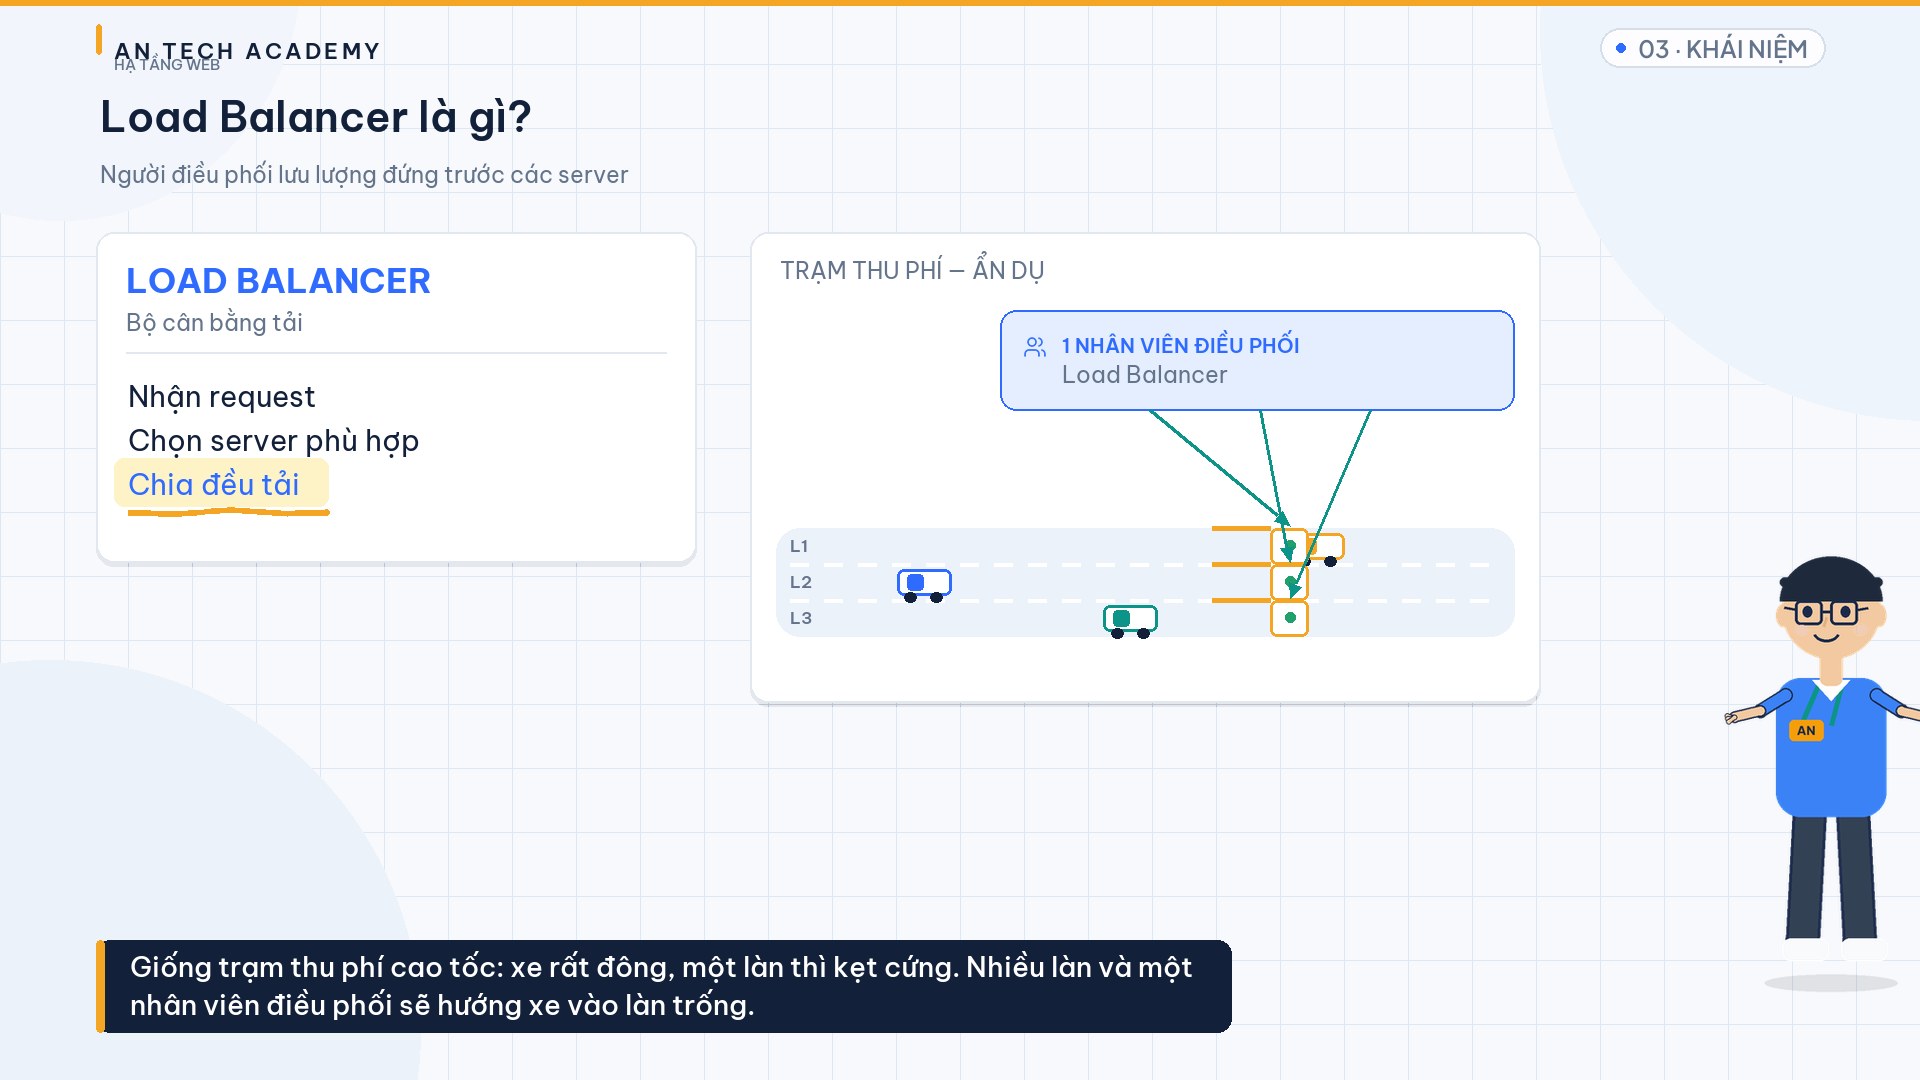 AN TECH ACADEMY
HẠ TẦNG WEB
03 · KHÁI NIỆM
Load Balancer là gì?
Người điều phối lưu lượng đứng trước các server
LOAD BALANCER
Bộ cân bằng tải
Nhận request
Chọn server phù hợp
Chia đều tải
TRẠM THU PHÍ — ẨN DỤ
1 NHÂN VIÊN ĐIỀU PHỐI
Load Balancer
L1
L2
L3
AN
Giống trạm thu phí cao tốc: xe rất đông, một làn thì kẹt cứng. Nhiều làn và một
nhân viên điều phối sẽ hướng xe vào làn trống.